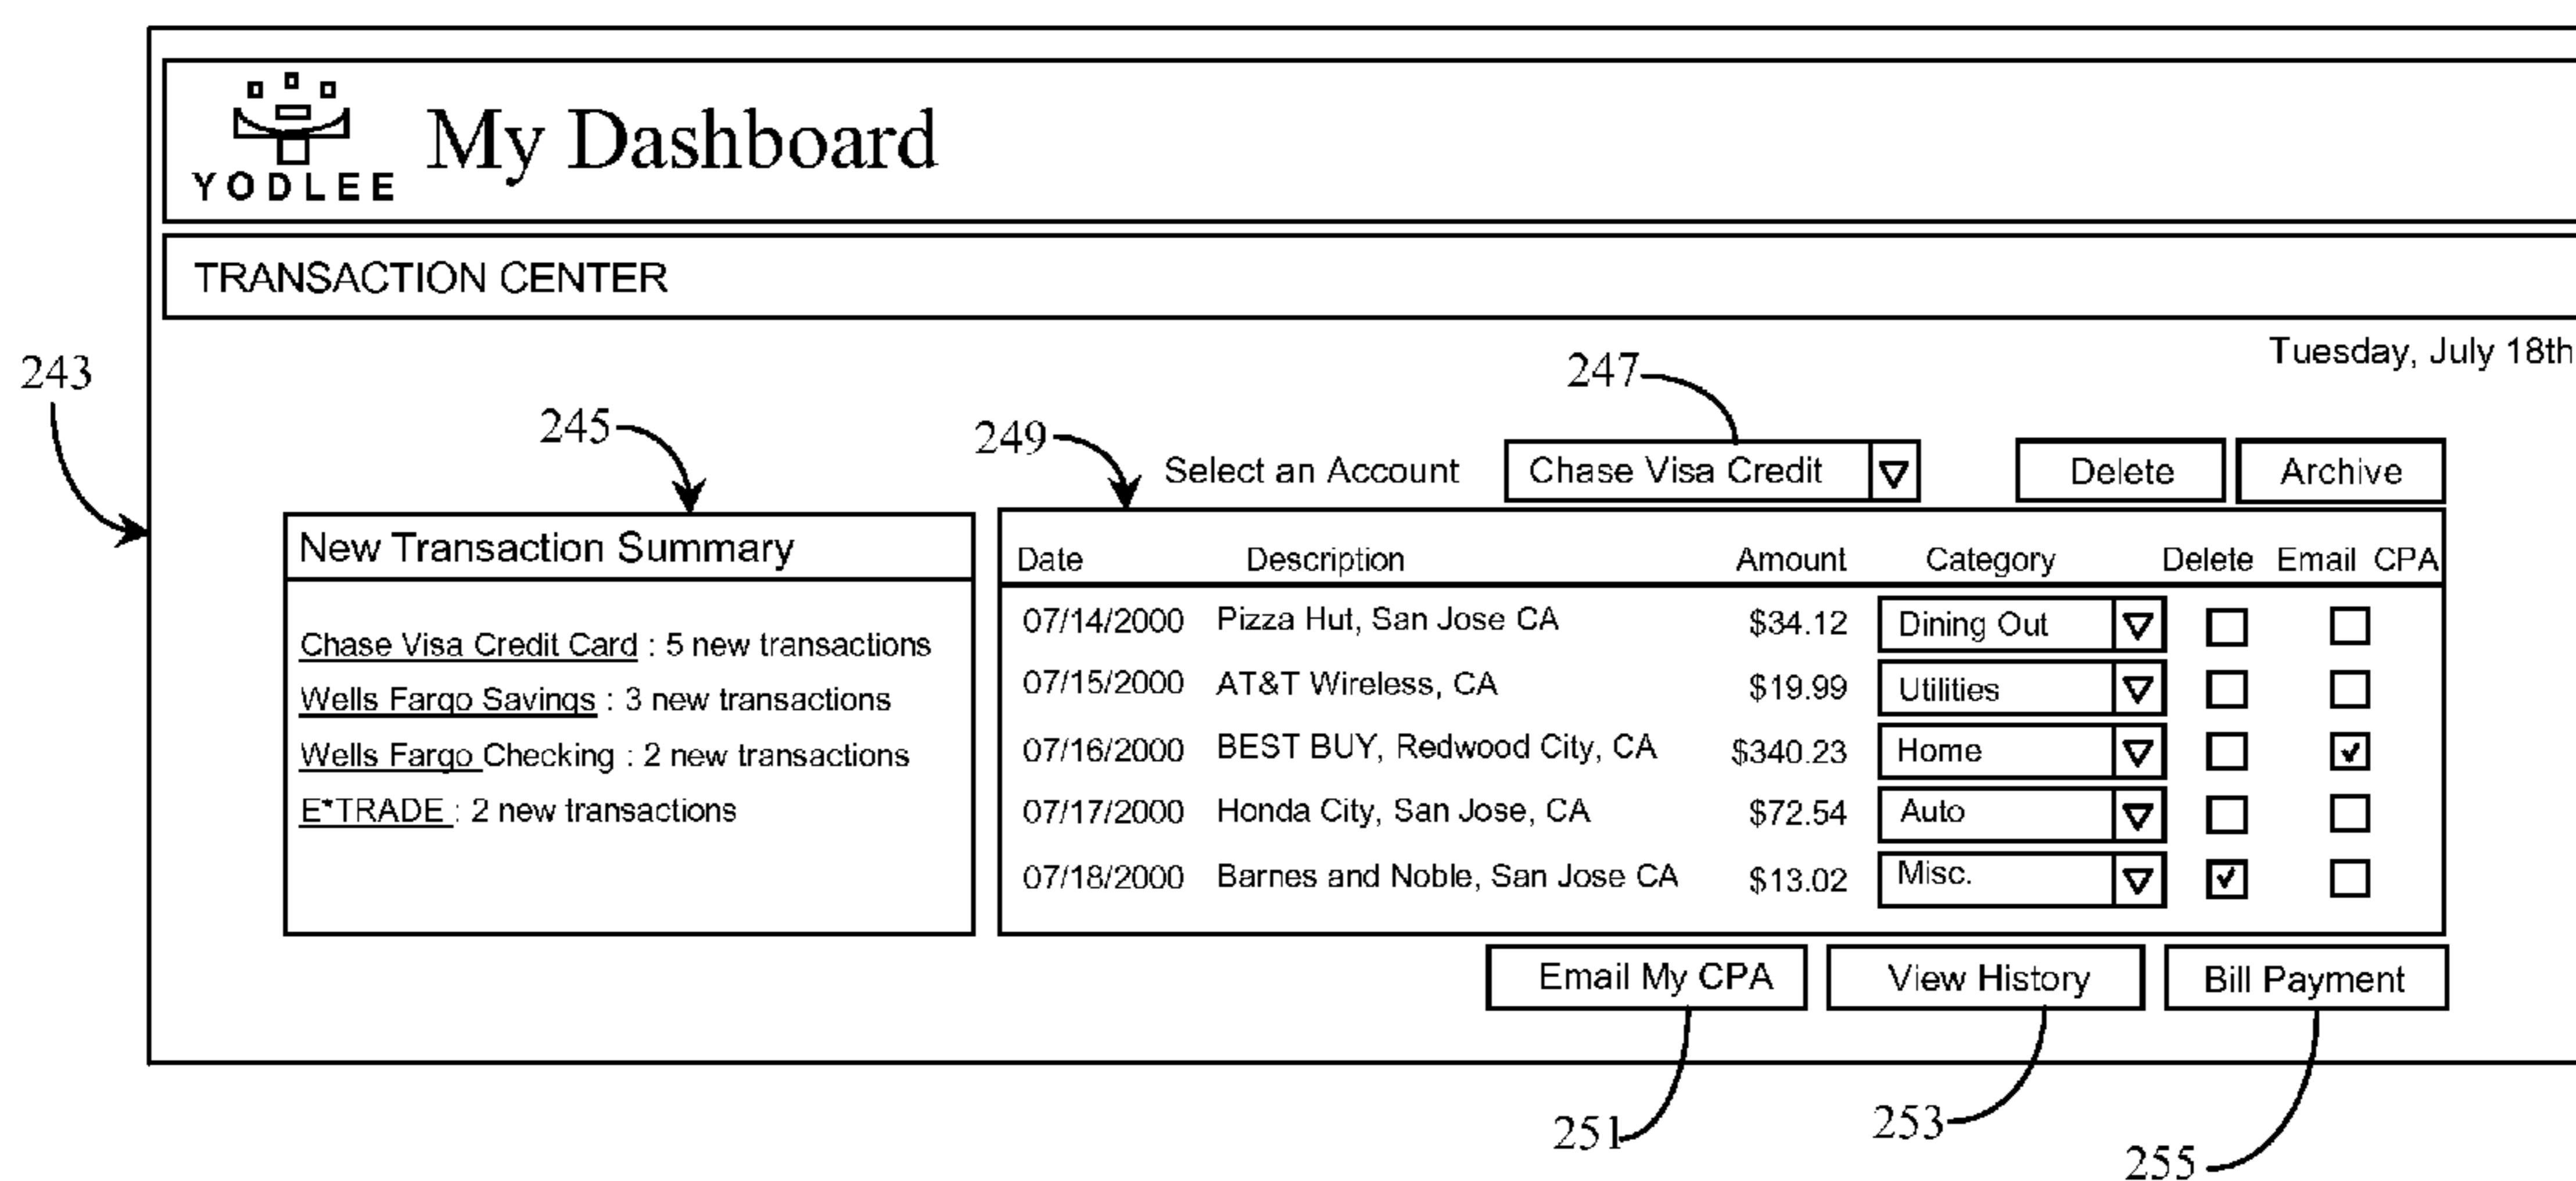 YODLEE
My Dashboard
TRANSACTION CENTER
Tuesday, July 18th
243
245
247
249
Select an Account Chase Visa Credit Delete Archive
New Transaction Summary
Chase Visa Credit Card : 5 new transactions
Wells Fargo Savings : 3 new transactions
Wells Fargo Checking : 2 new transactions
E*TRADE : 2 new transactions
Date Description Amount Category Delete Email CPA
07/14/2000 Pizza Hut, San Jose CA $34.12 Dining Out
07/15/2000 AT&T Wireless, CA $19.99 Utilities
07/16/2000 BEST BUY, Redwood City, CA $340.23 Home
07/17/2000 Honda City, San Jose, CA $72.54 Auto
07/18/2000 Barnes and Noble, San Jose CA $13.02 Misc.
Email My CPA View History Bill Payment
251
253
255